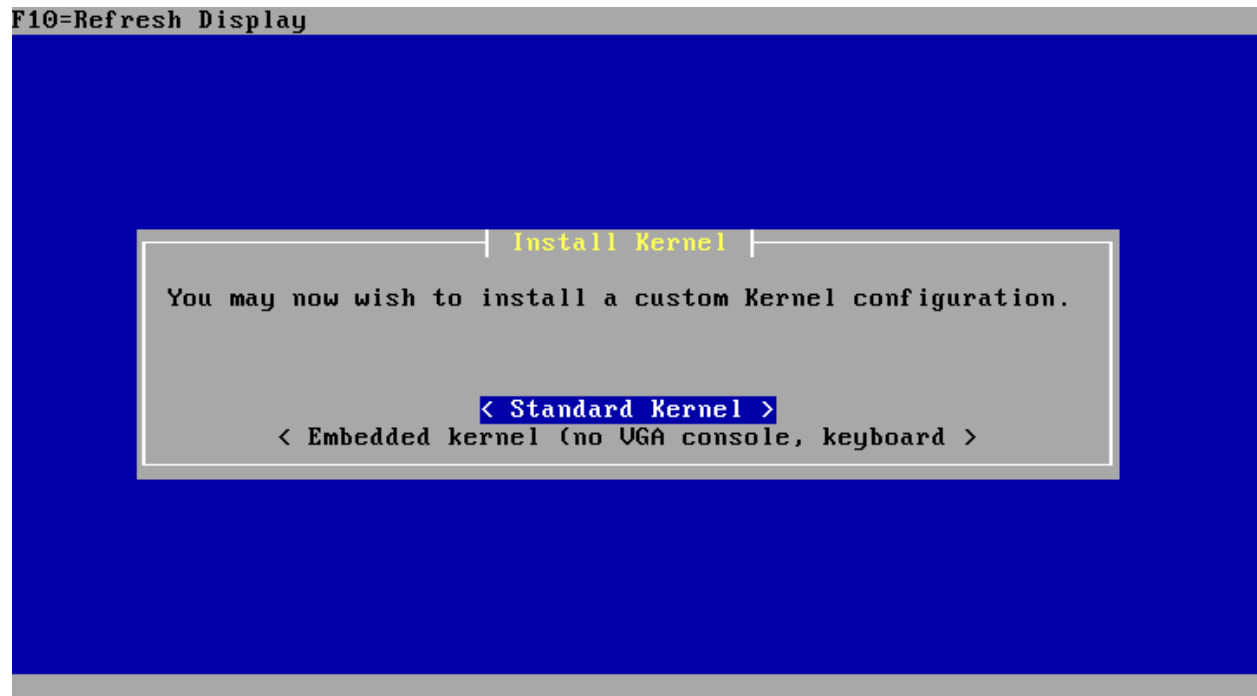 F10=Refresh Display
Install Kernel
You may now wish to install a custom Kernel configuration.
< Standard Kernel >
< Embedded kernel (no VGA console, keyboard >